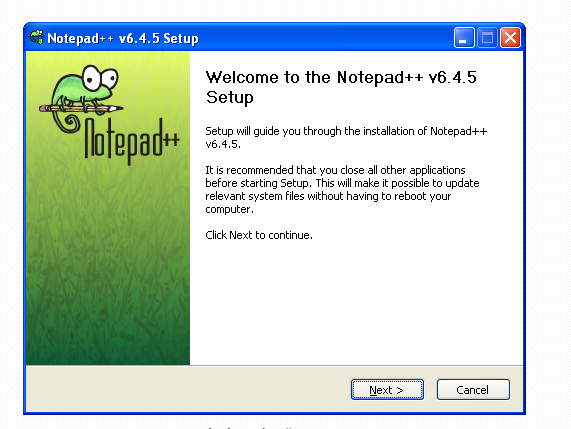 Notepad++ v6.4.5 Setup
Notepad++
Welcome to the Notepad++ v6.4.5
Setup
Setup will guide you through the installation of Notepad++
v6.4.5.
It is recommended that you close all other applications
before starting Setup. This will make it possible to update
relevant system files without having to reboot your
computer.
Click Next to continue.
Next >
Cancel